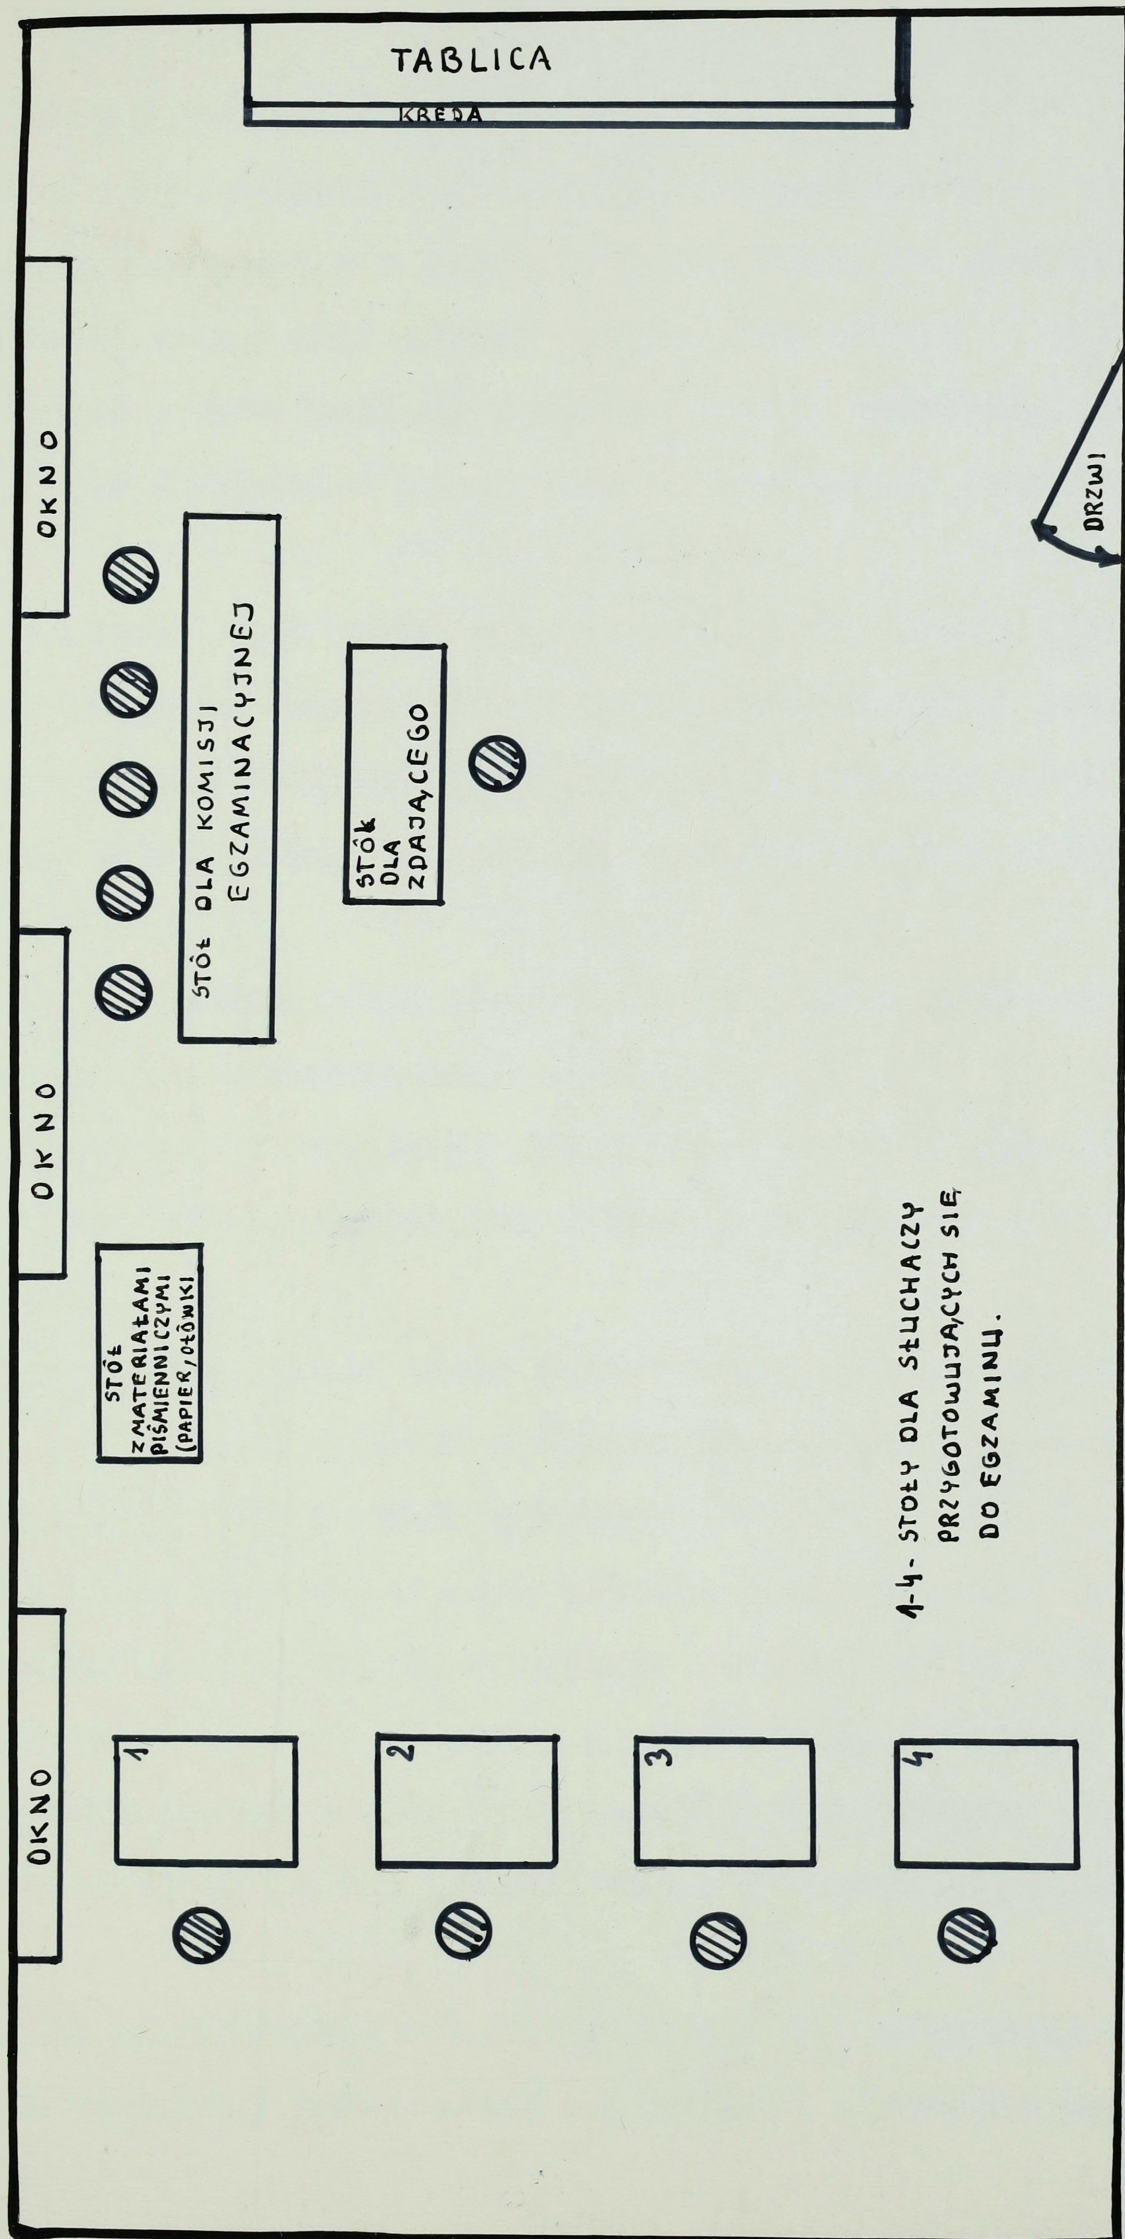 TABLICA
KREDA
OKNO
STÓŁ DLA KOMISJI
EGZAMINACYJNEJ
STÓŁ
DLA
ZDAJĄCEGO
DRZWI
OKNO
STÓŁ
Z MATERIAŁAMI
PIŚMIENNICZYMI
(PAPIER, OŁÓWKI
1-4- STOŁY DLA SŁUCHACZY
PRZYGOTOWUJĄCYCH SIĘ
DO EGZAMINU.
OKNO
1
2
3
4